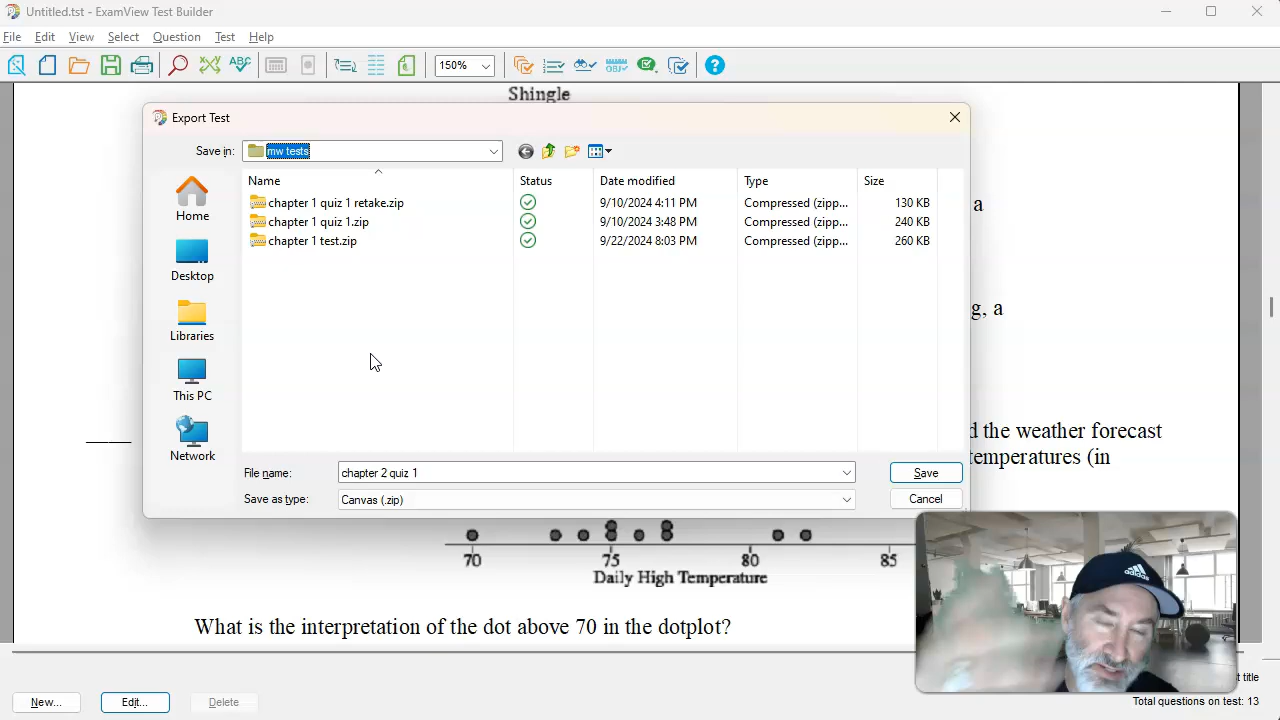 Untitled.tst - ExamView Test Builder
File Edit View Select Question Test Help
ABC 150% OBJ ?
Shingle
Export Test
Save in: mw tests
Name Status Date modified Type Size
chapter 1 quiz 1 retake.zip 9/10/2024 4:11 PM Compressed (zipp... 130 KB
chapter 1 quiz 1.zip 9/10/2024 3:48 PM Compressed (zipp... 240 KB
chapter 1 test.zip 9/22/2024 8:03 PM Compressed (zipp... 260 KB
Home
Desktop
Libraries
This PC
Network
File name: chapter 2 quiz 1 Save
Save as type: Canvas (.zip) Cancel
a
g, a
d the weather forecast
temperatures (in
70 75 80 85
Daily High Temperature
What is the interpretation of the dot above 70 in the dotplot?
adidas
New... Edit... Delete
t title
Total questions on test: 13